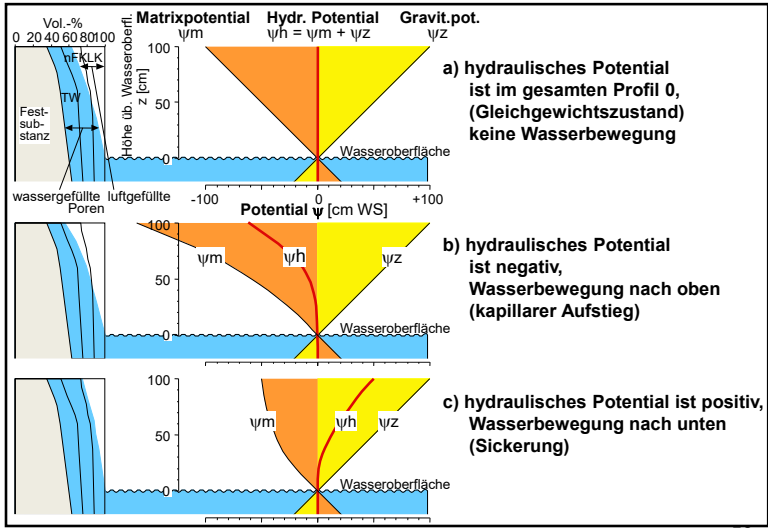 Vol.-%
0 20 40 60 80 100
nFK LK
TW
Fest-
sub-
stanz
wassergefüllte luftgefüllte
Poren
Höhe üb. Wasseroberfl.
z [cm]
100
50
0
Matrixpotential
ψm
Hydr. Potential
ψh = ψm + ψz
Gravit.pot.
ψz
Wasseroberfläche
-100 0 +100
Potential ψ [cm WS]
a) hydraulisches Potential
ist im gesamten Profil 0,
(Gleichgewichtszustand)
keine Wasserbewegung
100
50
0
ψm
ψh
ψz
Wasseroberfläche
b) hydraulisches Potential
ist negativ,
Wasserbewegung nach oben
(kapillarer Aufstieg)
100
50
0
ψm
ψh
ψz
Wasseroberfläche
c) hydraulisches Potential ist positiv,
Wasserbewegung nach unten
(Sickerung)